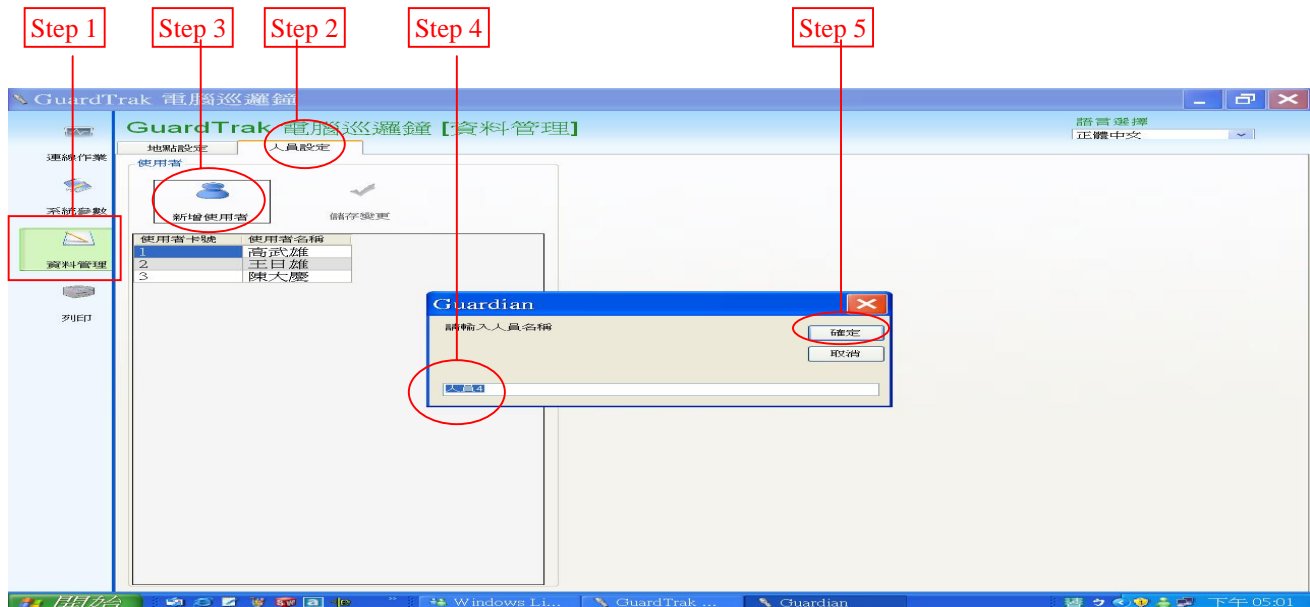 Step 1
Step 3
Step 2
Step 4
Step 5
GuardTrak 電腦巡邏鐘
GuardTrak 電腦巡邏鐘 [資料管理]
語言選擇
正體中文
連線作業
系統參數
資料管理
列印
地點設定 人員設定
使用者
新增使用者 儲存變更
使用者卡號 使用者名稱
1 高武雄
2 王日雄
3 陳大慶
Guardian
請輸入人員名稱
確定
取消
人員4
開始 Windows Li... GuardTrak ... Guardian 下午 05:01